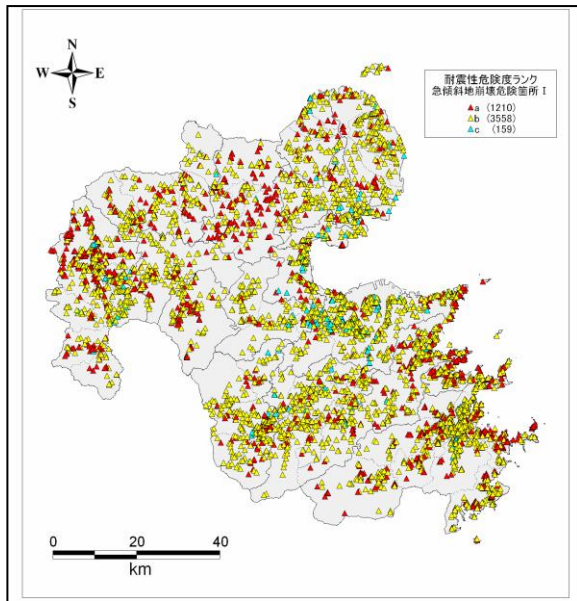 N
W E
S
耐震性危険度ランク
急傾斜地崩壊危険箇所 I
a (1210)
b (3558)
c (159)
0 20 40
km